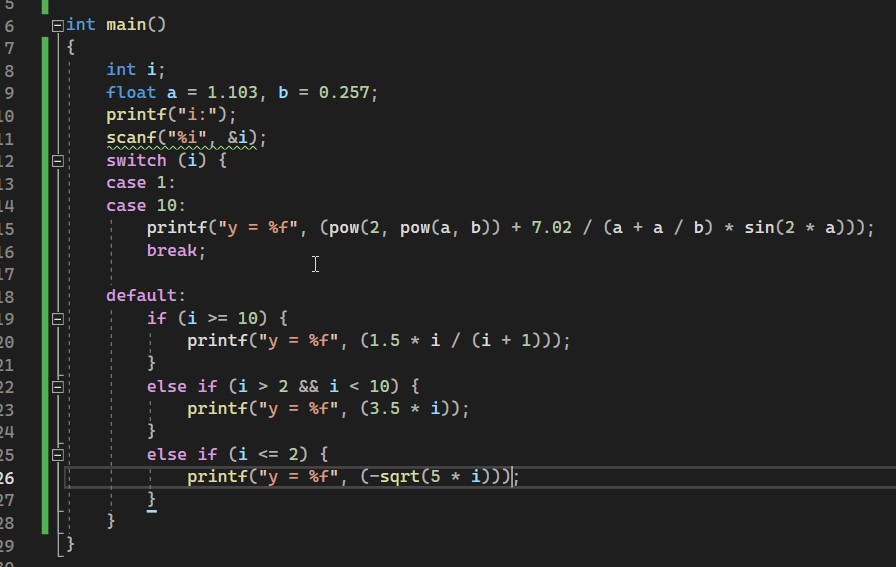 5
6 int main()
7 {
8 int i;
9 float a = 1.103, b = 0.257;
10 printf("i:");
11 scanf("%i", &i);
12 switch (i) {
13 case 1:
14 case 10:
15 printf("y = %f", (pow(2, pow(a, b)) + 7.02 / (a + a / b) * sin(2 * a)));
16 break;
17
18 default:
19 if (i >= 10) {
20 printf("y = %f", (1.5 * i / (i + 1)));
21 }
22 else if (i > 2 && i < 10) {
23 printf("y = %f", (3.5 * i));
24 }
25 else if (i <= 2) {
26 printf("y = %f", (-sqrt(5 * i)));
27 }
28 }
29 }